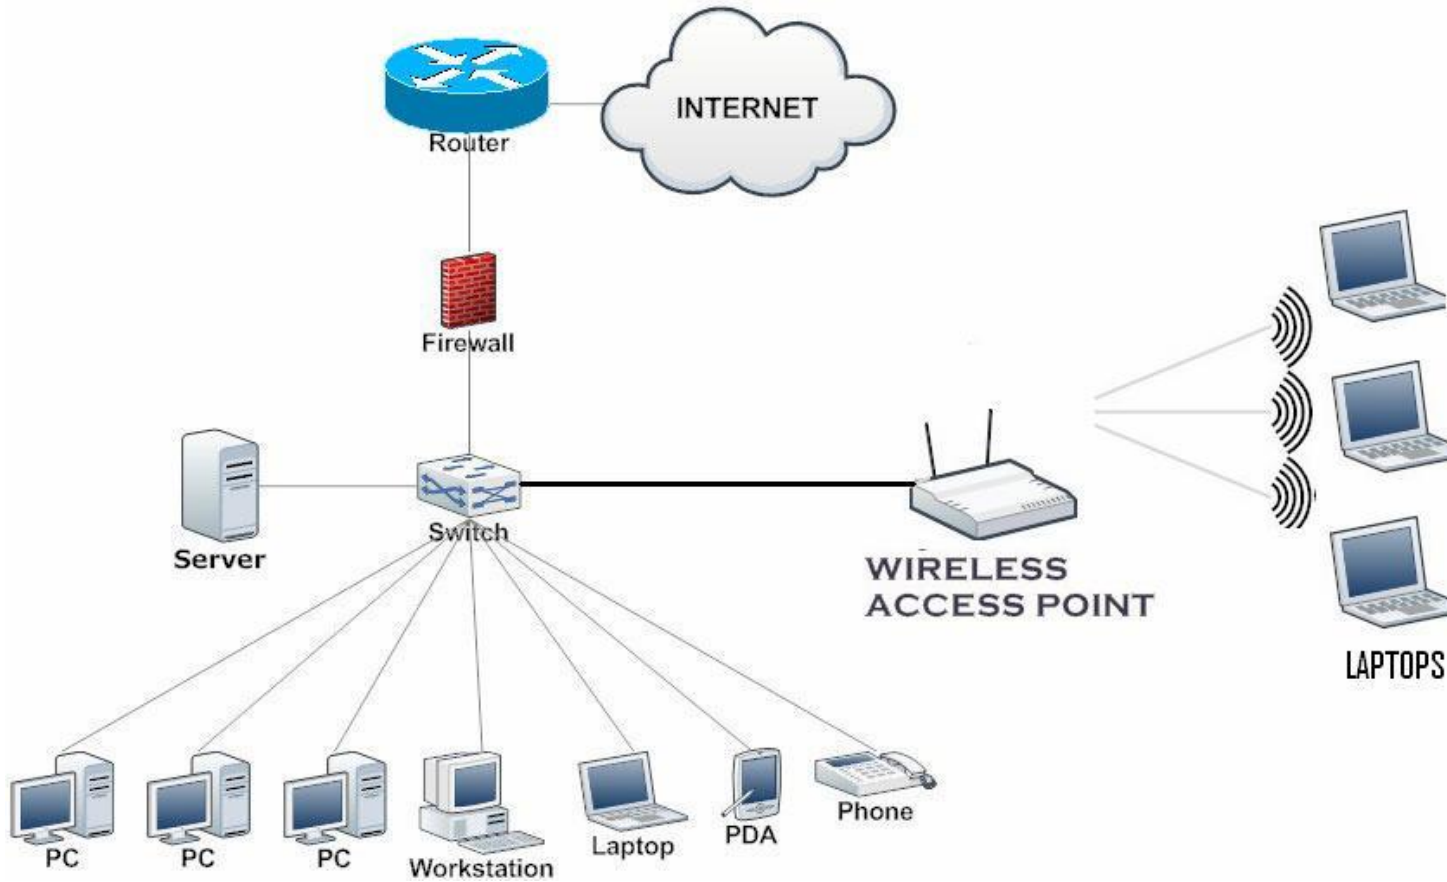 INTERNET
Router
Firewall
Switch
Server
WIRELESS
ACCESS POINT
LAPTOPS
PC
PC
PC
Workstation
Laptop
PDA
Phone